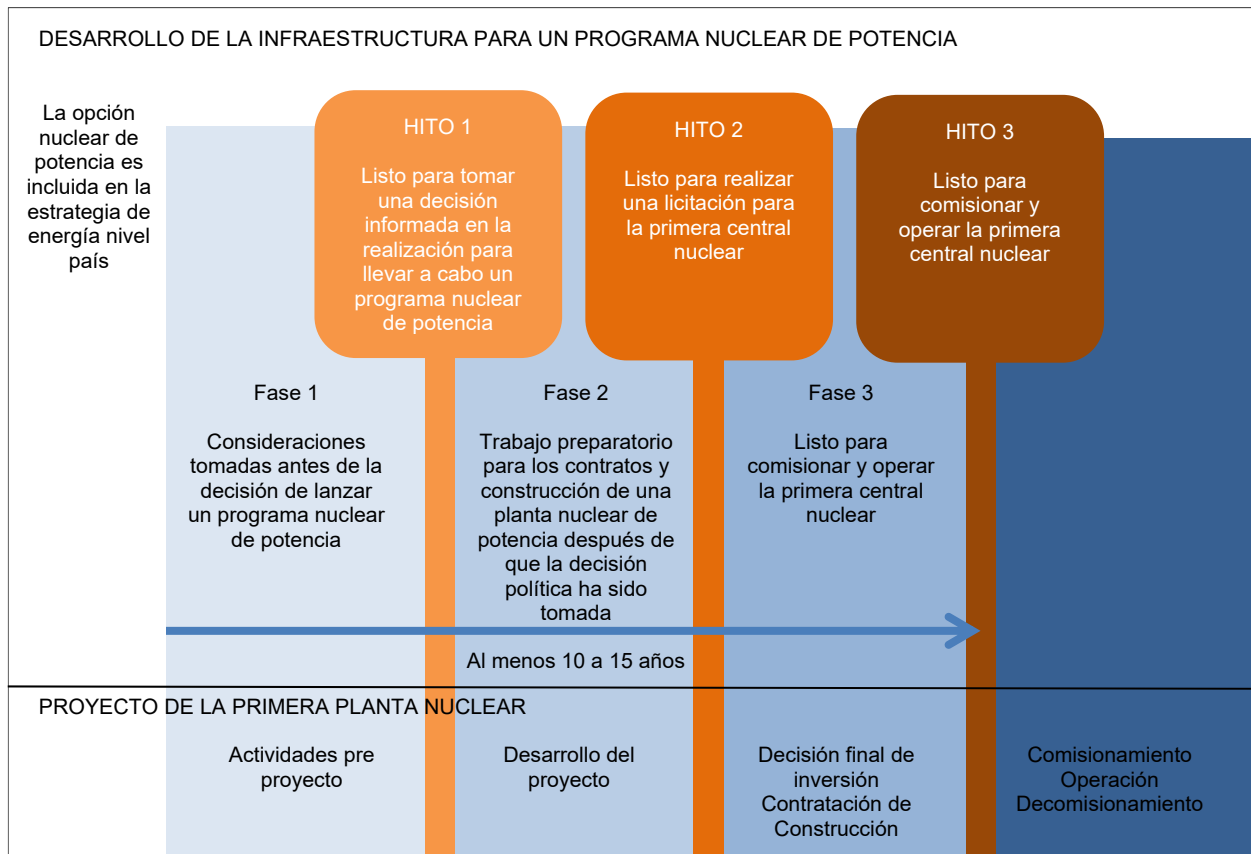 DESARROLLO DE LA INFRAESTRUCTURA PARA UN PROGRAMA NUCLEAR DE POTENCIA
La opción
nuclear de
potencia es
incluida en la
estrategia de
energía nivel
país
HITO 1
Listo para tomar
una decisión
informada en la
realización para
llevar a cabo un
programa nuclear
de potencia
HITO 2
Listo para realizar
una licitación para
la primera central
nuclear
HITO 3
Listo para
comisionar y
operar la primera
central nuclear
Fase 1
Consideraciones
tomadas antes de la
decisión de lanzar
un programa nuclear
de potencia
Fase 2
Trabajo preparatorio
para los contratos y
construcción de una
planta nuclear de
potencia después de
que la decisión
política ha sido
tomada
Fase 3
Listo para
comisionar y operar
la primera central
nuclear
Al menos 10 a 15 años
PROYECTO DE LA PRIMERA PLANTA NUCLEAR
Actividades pre
proyecto
Desarrollo del
proyecto
Decisión final de
inversión
Contratación de
Construcción
Comisionamiento
Operación
Decomisionamiento